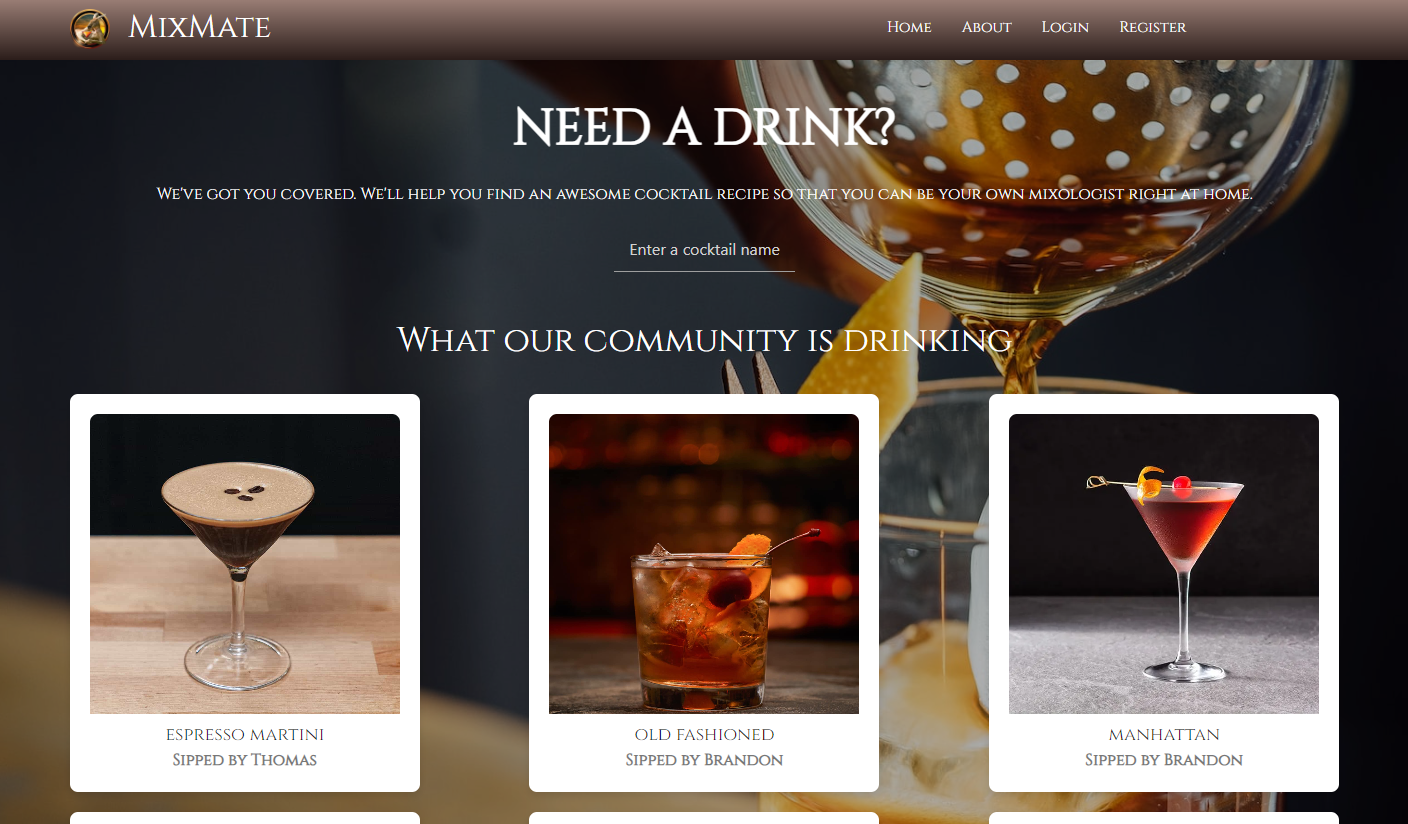 MixMate
Home About Login Register
NEED A DRINK?
We've got you covered. We'll help you find an awesome cocktail recipe so that you can be your own mixologist right at home.
Enter a cocktail name
What our community is drinking
Espresso Martini
Sipped by Thomas
Old Fashioned
Sipped by Brandon
Manhattan
Sipped by Brandon